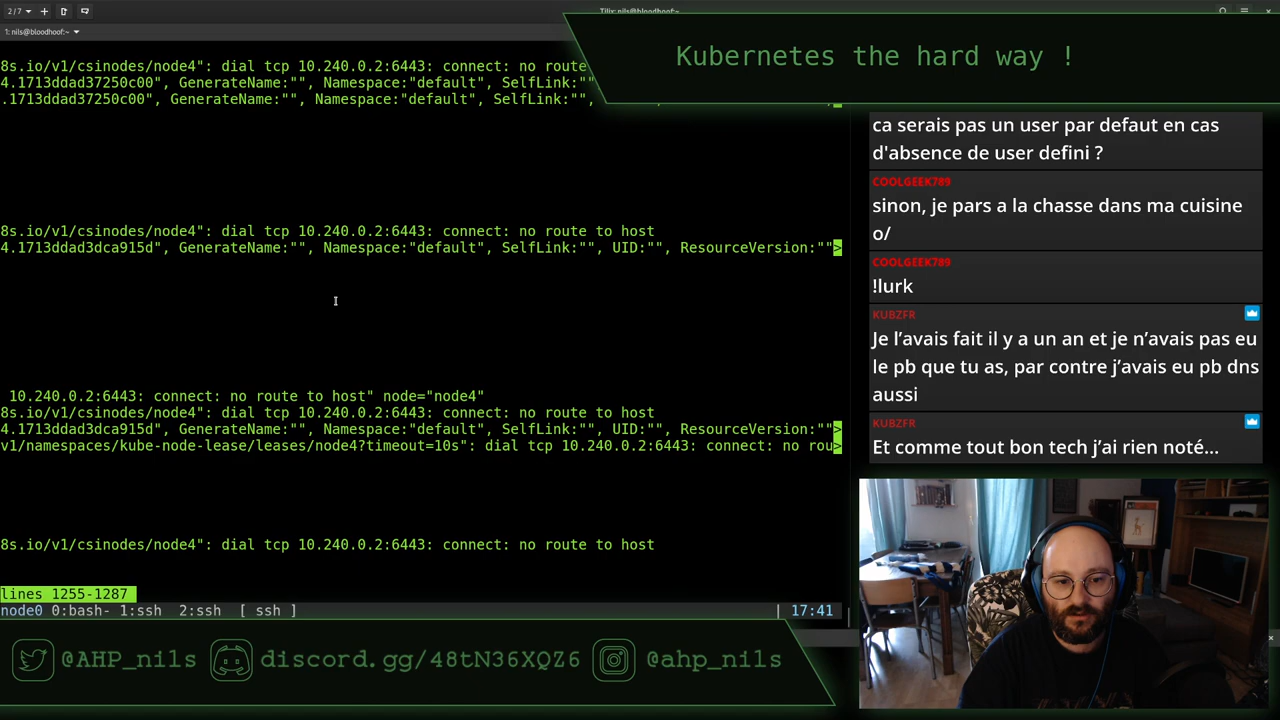 2/7
Tilix: nils@bloodhoof:~
1: nils@bloodhoof:~
Kubernetes the hard way !
8s.io/v1/csinodes/node4": dial tcp 10.240.0.2:6443: connect: no route
4.1713ddad37250c00", GenerateName:"", Namespace:"default", SelfLink:""
.1713ddad37250c00", GenerateName:"", Namespace:"default", SelfLink:"",
8s.io/v1/csinodes/node4": dial tcp 10.240.0.2:6443: connect: no route to host
4.1713ddad3dca915d", GenerateName:"", Namespace:"default", SelfLink:"", UID:"", ResourceVersion:"">
10.240.0.2:6443: connect: no route to host" node="node4"
8s.io/v1/csinodes/node4": dial tcp 10.240.0.2:6443: connect: no route to host
4.1713ddad3dca915d", GenerateName:"", Namespace:"default", SelfLink:"", UID:"", ResourceVersion:"">
v1/namespaces/kube-node-lease/leases/node4?timeout=10s": dial tcp 10.240.0.2:6443: connect: no rou>
8s.io/v1/csinodes/node4": dial tcp 10.240.0.2:6443: connect: no route to host
lines 1255-1287
node0 0:bash- 1:ssh  2:ssh  [ ssh ] | 17:41
ca serais pas un user par defaut en cas
d'absence de user defini ?
COOLGEEK789
sinon, je pars a la chasse dans ma cuisine
o/
COOLGEEK789
!lurk
KUBZFR
Je l’avais fait il y a un an et je n’avais pas eu
le pb que tu as, par contre j’avais eu pb dns
aussi
KUBZFR
Et comme tout bon tech j’ai rien noté...
@AHP_nils discord.gg/48tN36XQZ6 @ahp_nils